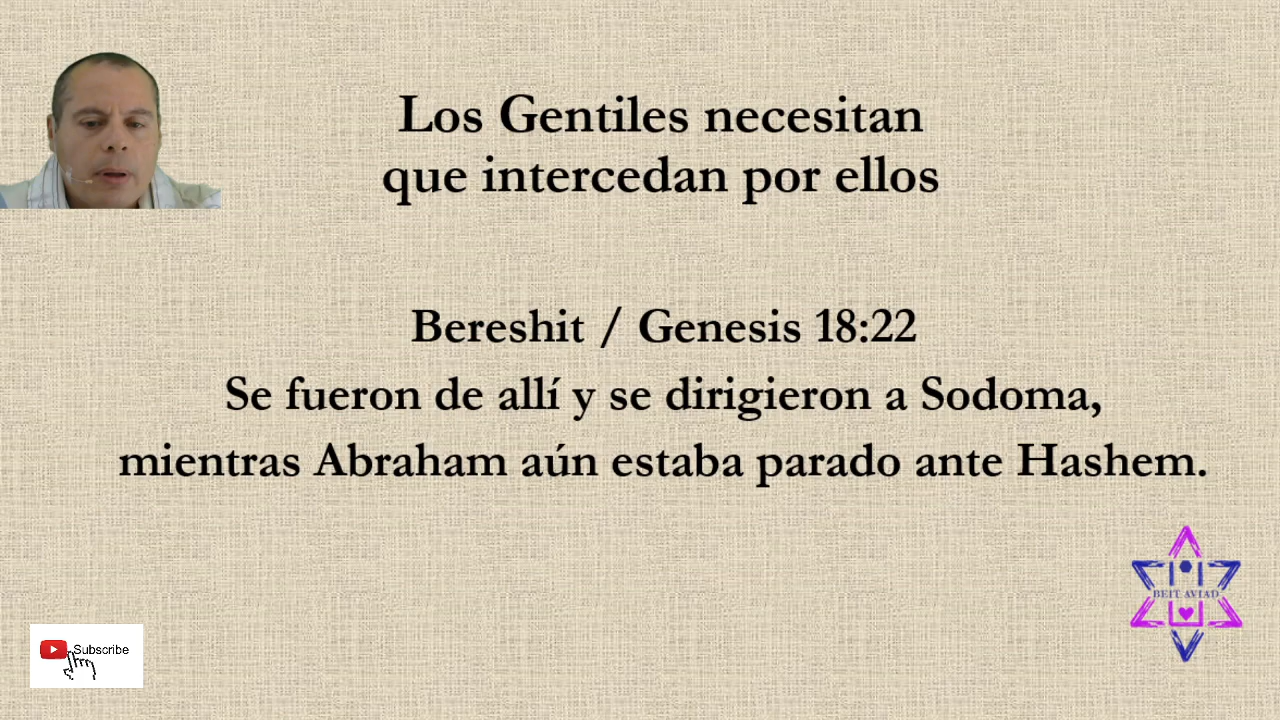 Los Gentiles necesitan
que intercedan por ellos
Bereshit / Genesis 18:22
Se fueron de allí y se dirigieron a Sodoma,
mientras Abraham aún estaba parado ante Hashem.
BEIT AVIAD
Subscribe